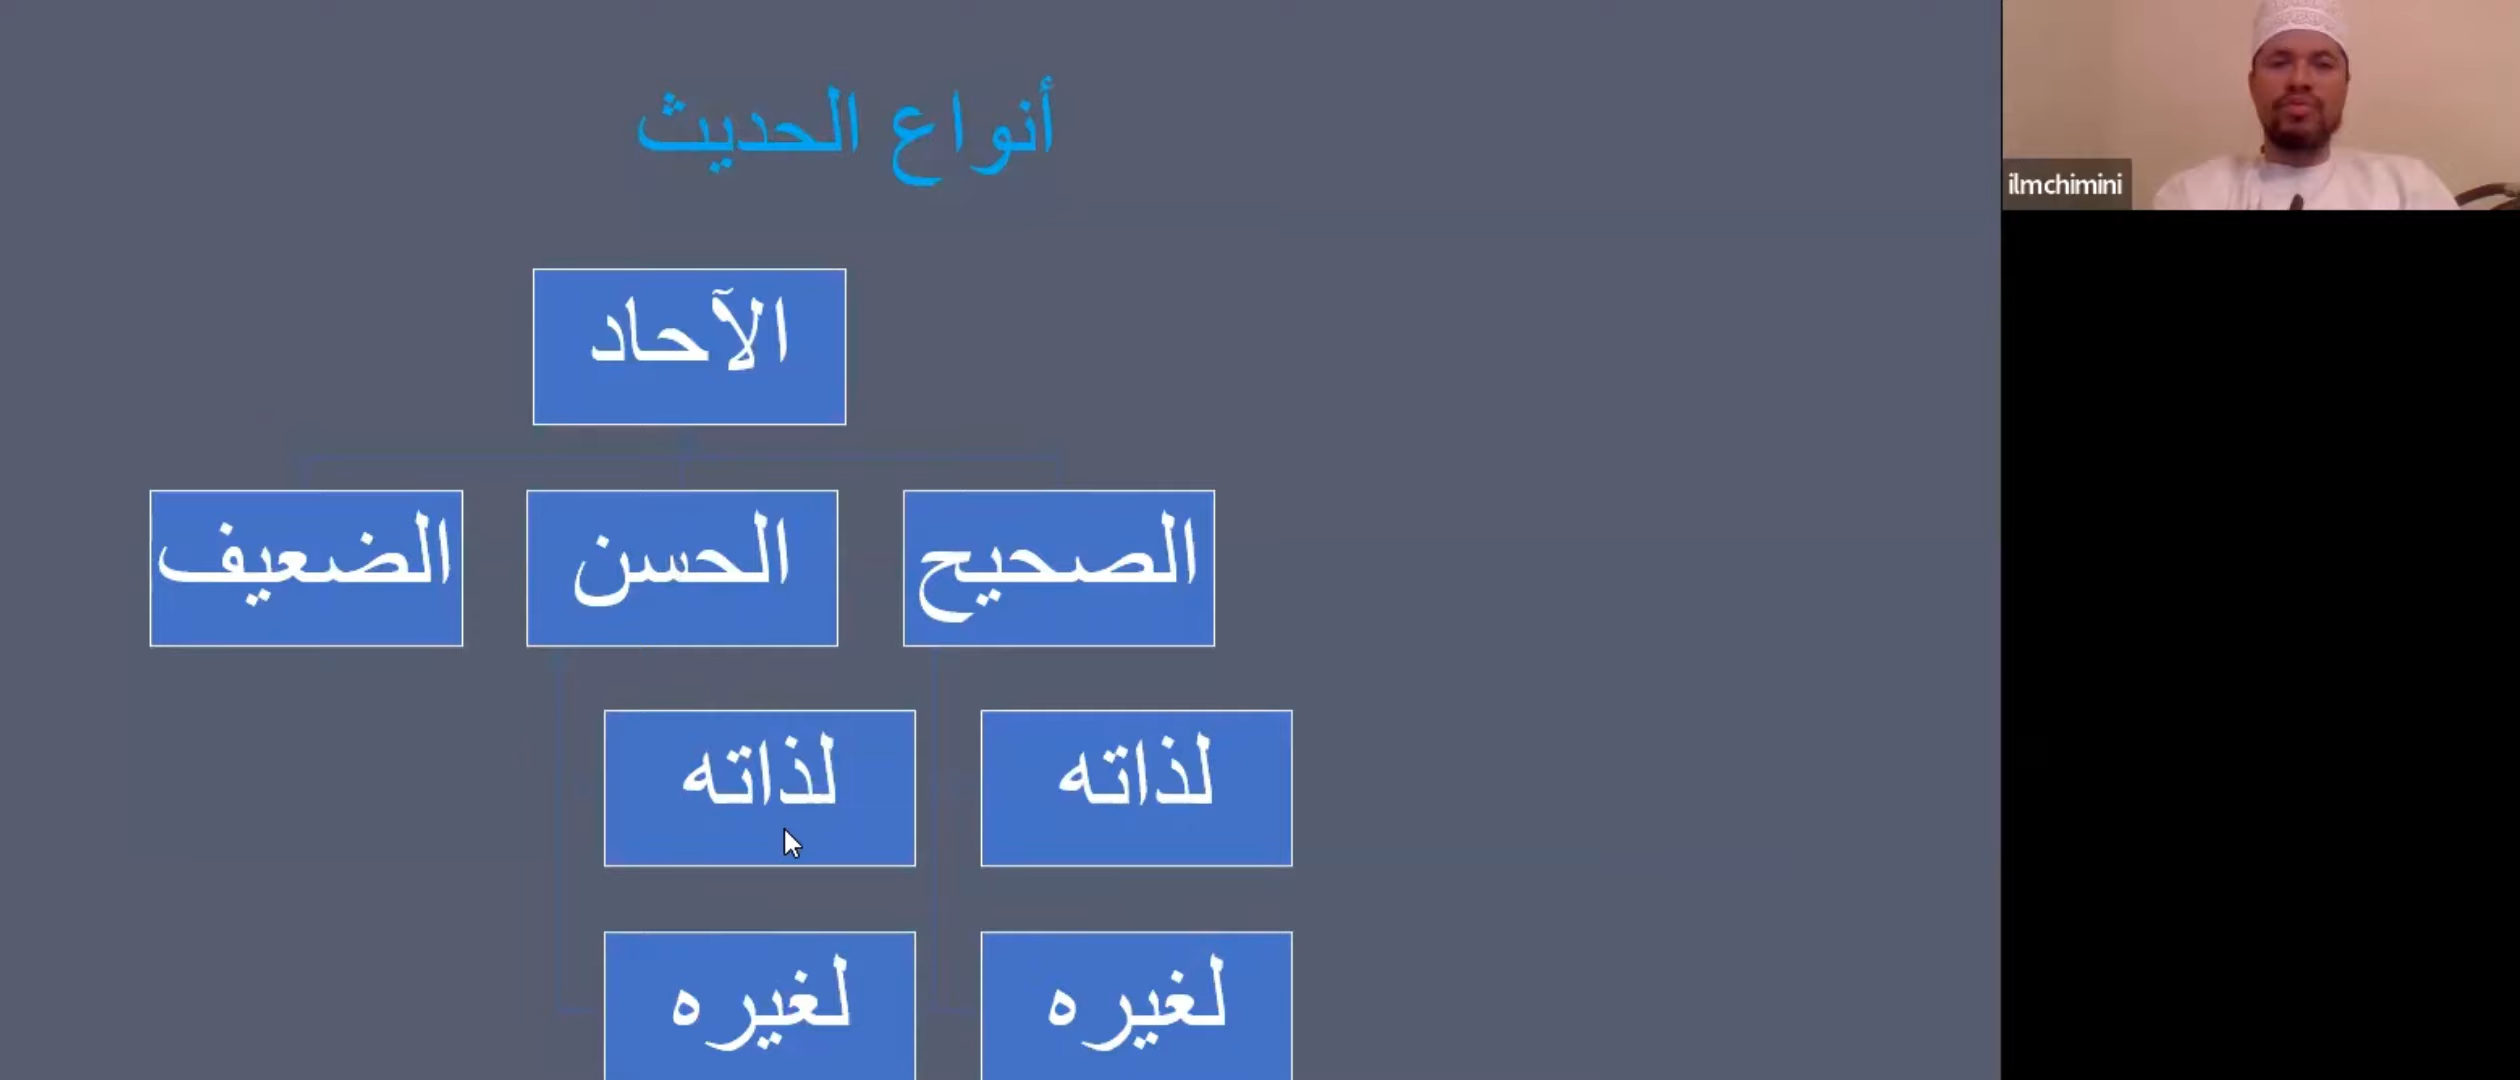 أنواع الحديث
الآحاد
الصحيح
الحسن
الضعيف
لذاته
لذاته
لغيره
لغيره
ilmchimini